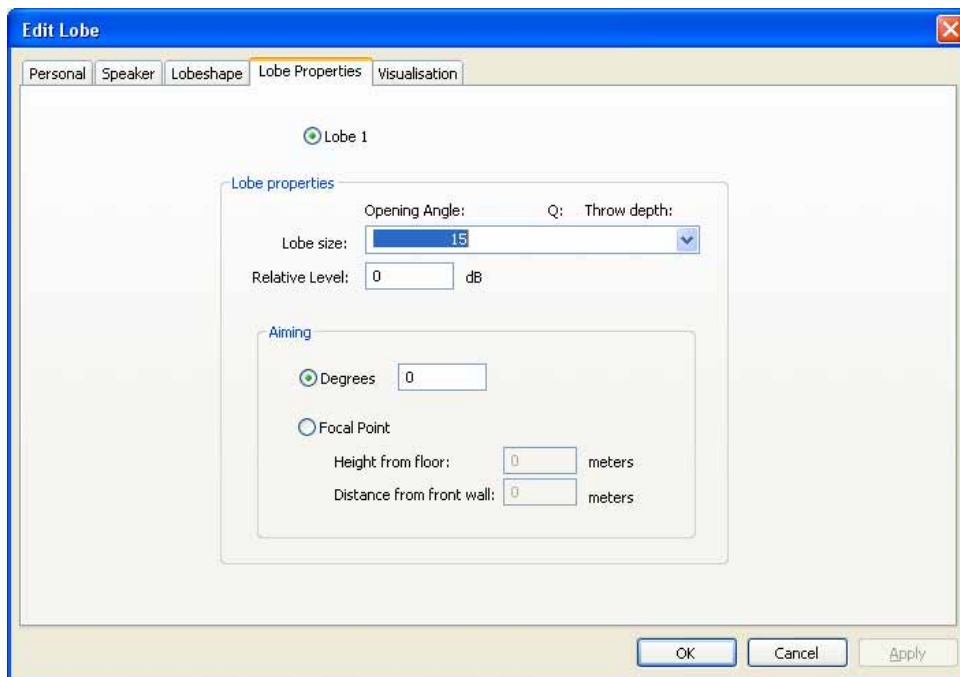 Edit Lobe
Personal Speaker Lobeshape Lobe Properties Visualisation
Lobe 1
Lobe properties
Opening Angle: Q: Throw depth:
Lobe size: 15
Relative Level: 0 dB
Aiming
Degrees 0
Focal Point
Height from floor: 0 meters
Distance from front wall: 0 meters
OK Cancel Apply